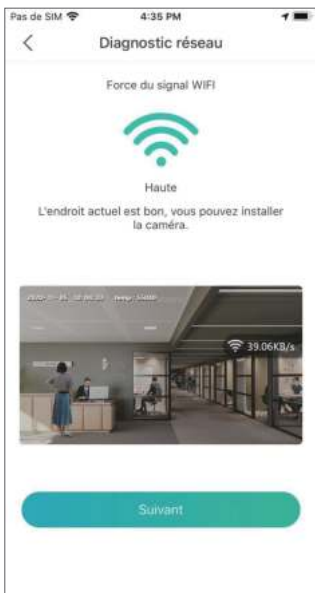 Pas de SIM 4:35 PM
Diagnostic réseau
Force du signal WIFI
Haute
L'endroit actuel est bon, vous pouvez installer
la caméra.
39.06KB/s
Suivant